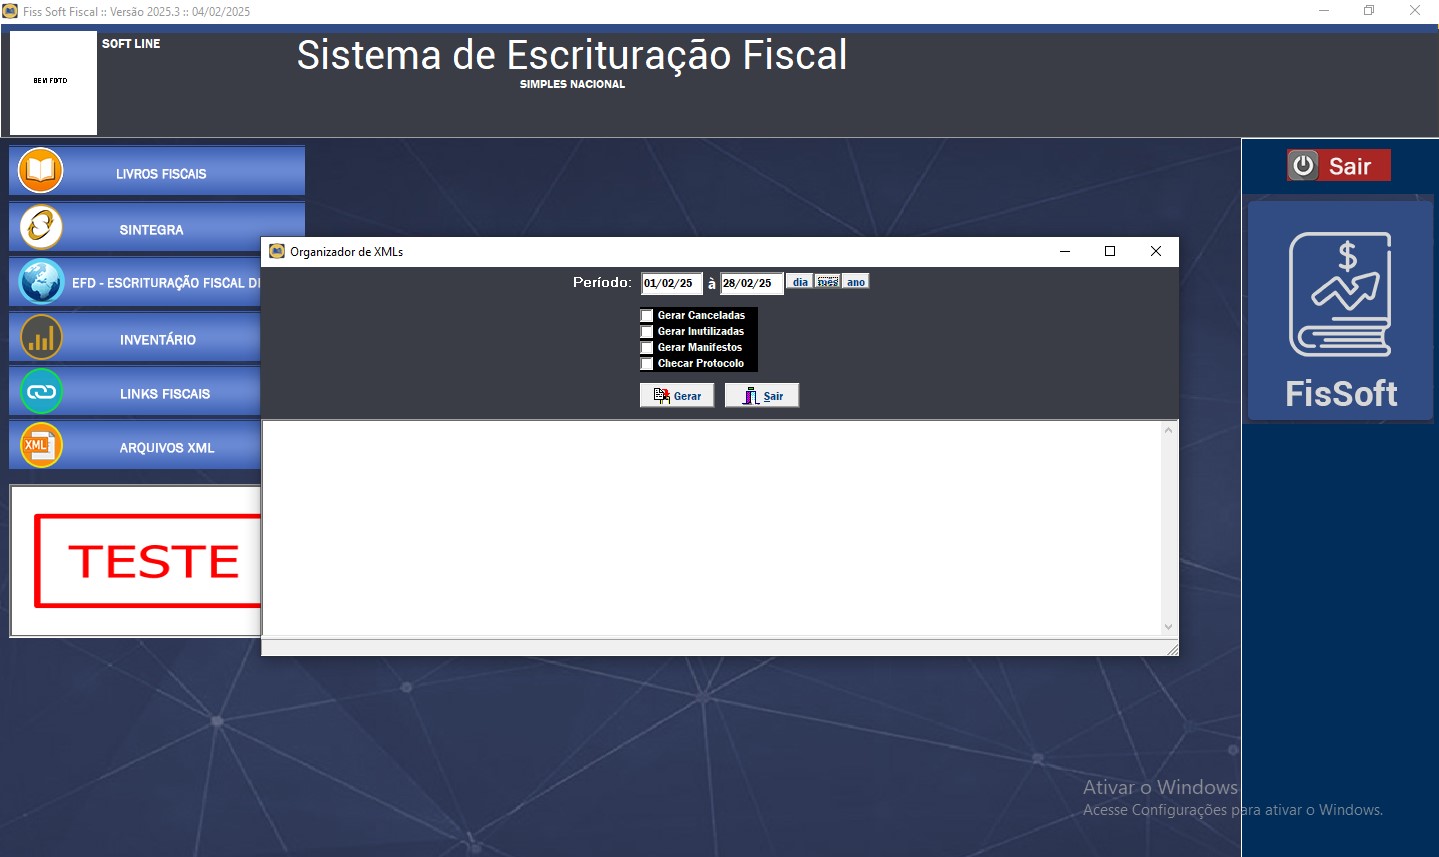 Fiss Soft Fiscal :: Versão 2025.3 :: 04/02/2025
SEM FOTO
SOFT LINE
Sistema de Escrituração Fiscal
SIMPLES NACIONAL
LIVROS FISCAIS
SINTEGRA
EFD - ESCRITURAÇÃO FISCAL DI
INVENTÁRIO
LINKS FISCAIS
XML
ARQUIVOS XML
TESTE
Organizador de XMLs
Período: 01/02/25 à 28/02/25 dia mes ano
Gerar Canceladas
Gerar Inutilizadas
Gerar Manifestos
Checar Protocolo
Gerar Sair
Sair
$
FisSoft
Ativar o Windows
Acesse Configurações para ativar o Windows.